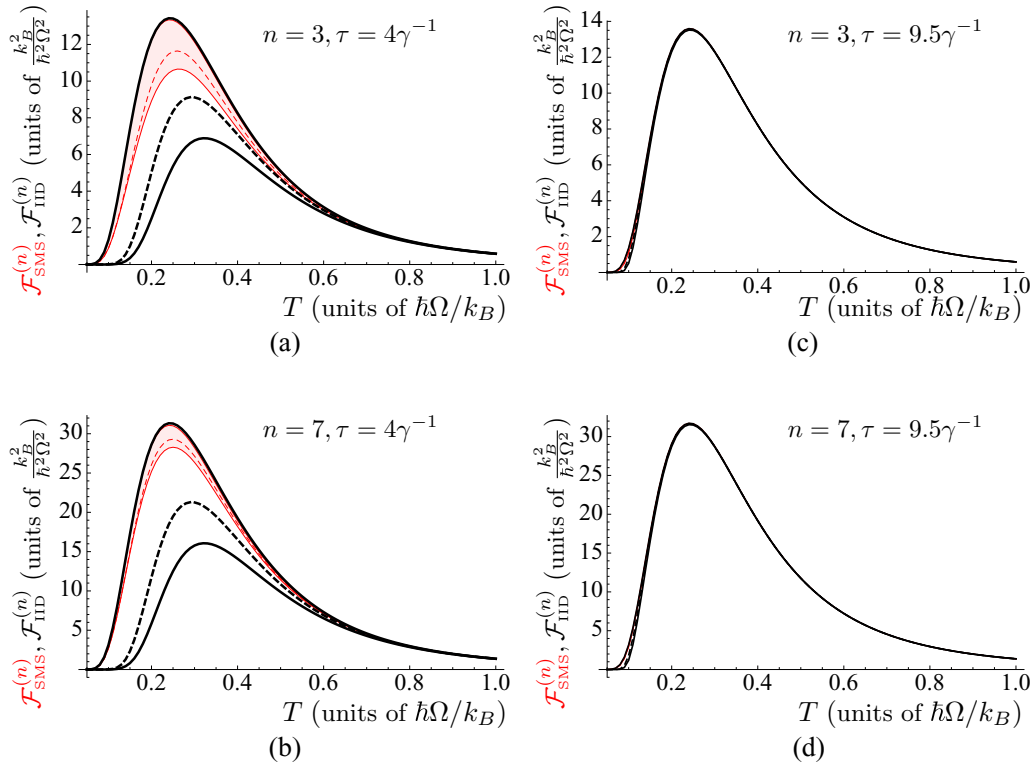 n = 3, τ = 4γ⁻¹
ℱ_SMS^(n), ℱ_IID^(n) (units of k_B²/ℏ²Ω²)
12
10
8
6
4
2
0.2 0.4 0.6 0.8 1.0
T (units of ℏΩ/k_B)
(a)
n = 3, τ = 9.5γ⁻¹
ℱ_SMS^(n), ℱ_IID^(n) (units of k_B²/ℏ²Ω²)
14
12
10
8
6
4
2
0.2 0.4 0.6 0.8 1.0
T (units of ℏΩ/k_B)
(c)
n = 7, τ = 4γ⁻¹
ℱ_SMS^(n), ℱ_IID^(n) (units of k_B²/ℏ²Ω²)
30
25
20
15
10
5
0.2 0.4 0.6 0.8 1.0
T (units of ℏΩ/k_B)
(b)
n = 7, τ = 9.5γ⁻¹
ℱ_SMS^(n), ℱ_IID^(n) (units of k_B²/ℏ²Ω²)
30
25
20
15
10
5
0.2 0.4 0.6 0.8 1.0
T (units of ℏΩ/k_B)
(d)